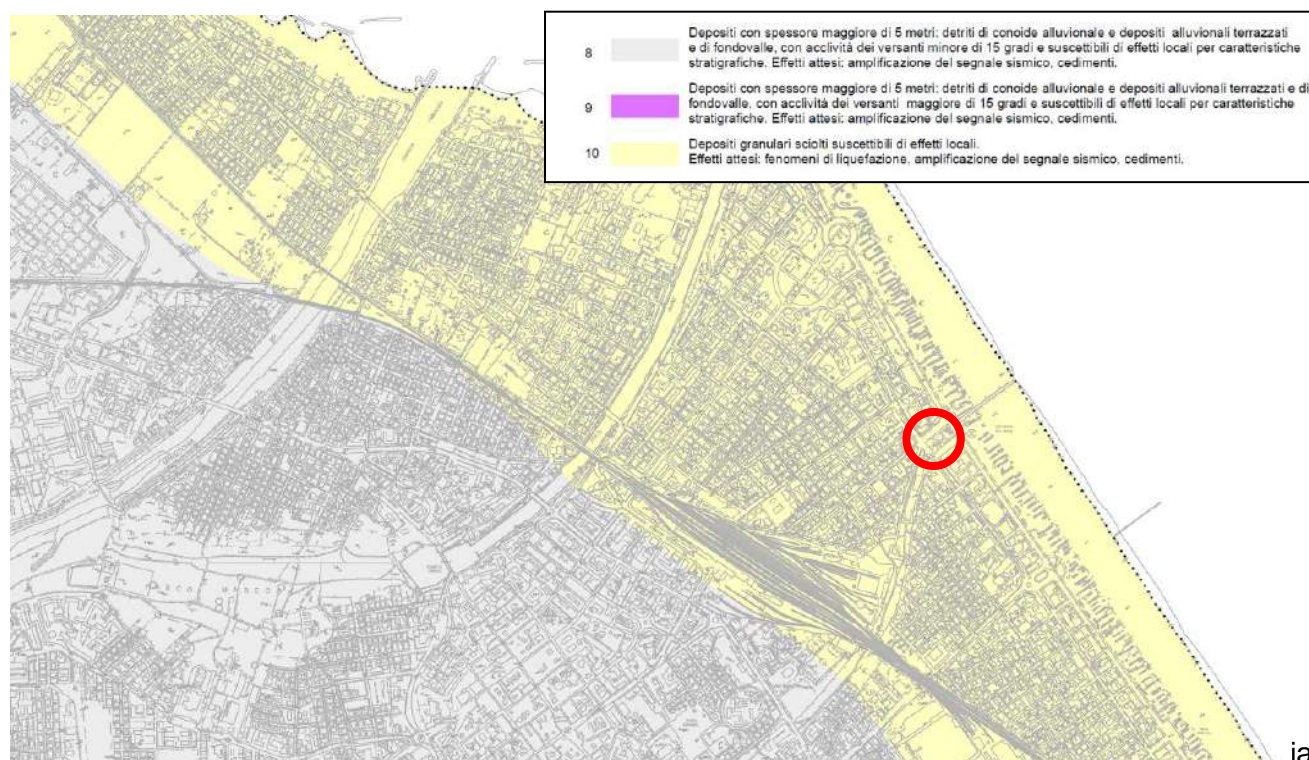 8
Depositi con spessore maggiore di 5 metri: detriti di conoide alluvionale e depositi alluvionali terrazzati
e di fondovalle, con acclività dei versanti minore di 15 gradi e suscettibili di effetti locali per caratteristiche
stratigrafiche. Effetti attesi: amplificazione del segnale sismico, cedimenti.
9
Depositi con spessore maggiore di 5 metri: detriti di conoide alluvionale e depositi alluvionali terrazzati e di
fondovalle, con acclività dei versanti maggiore di 15 gradi e suscettibili di effetti locali per caratteristiche
stratigrafiche. Effetti attesi: amplificazione del segnale sismico, cedimenti.
10
Depositi granulari sciolti suscettibili di effetti locali.
Effetti attesi: fenomeni di liquefazione, amplificazione del segnale sismico, cedimenti.
ia